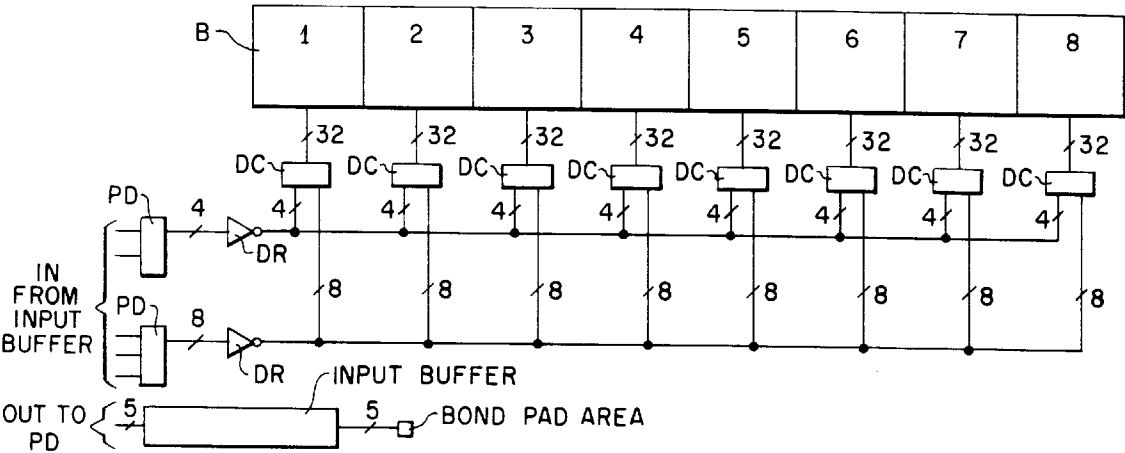 B 1 2 3 4 5 6 7 8
32 32 32 32 32 32 32 32
DC DC DC DC DC DC DC DC
PD 4 4 4 4 4 4 4 4 4
DR
IN
FROM
INPUT
BUFFER
8 8 8 8 8 8 8 8
PD 8
DR
INPUT BUFFER
OUT TO
PD
5 5 BOND PAD AREA